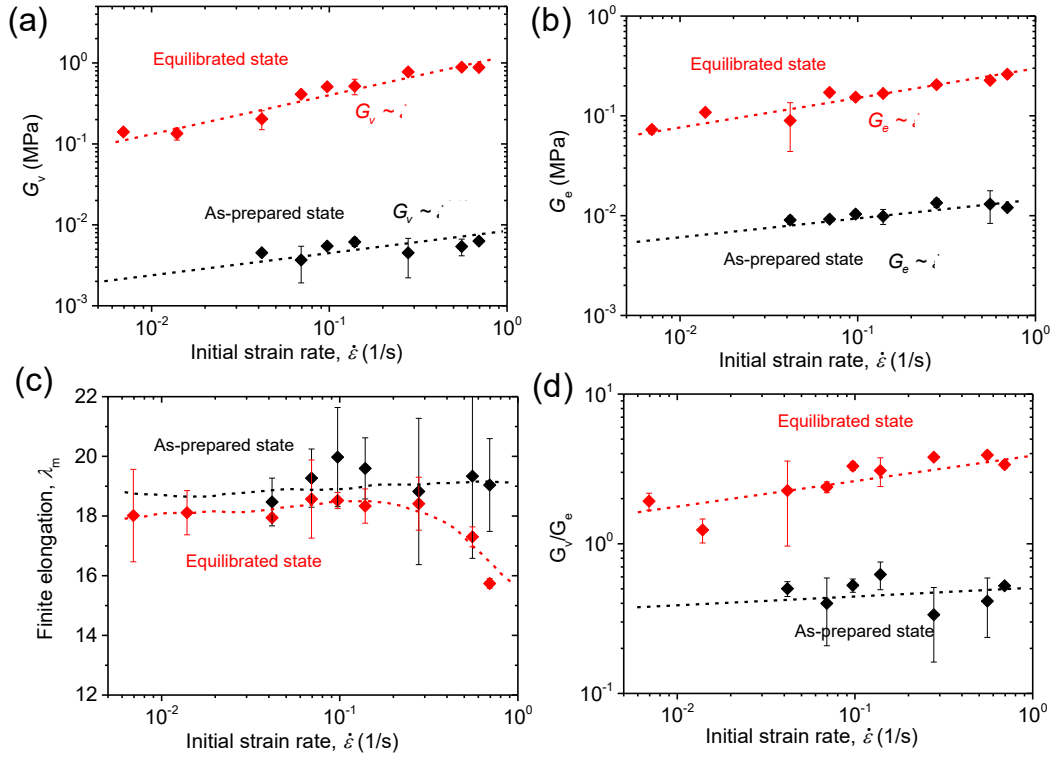 (a)
Equilibrated state
G_v ~
As-prepared state
G_v ~
G_v (MPa)
10^0
10^-1
10^-2
10^-3
10^-2
10^-1
10^0
Initial strain rate, ε̇ (1/s)
(b)
Equilibrated state
G_e ~
As-prepared state
G_e ~
G_e (MPa)
10^0
10^-1
10^-2
10^-3
10^-2
10^-1
10^0
Initial strain rate, ε̇ (1/s)
(c)
As-prepared state
Equilibrated state
Finite elongation, λ_m
22
20
18
16
14
12
10^-2
10^-1
10^0
Initial strain rate, ε̇ (1/s)
(d)
Equilibrated state
As-prepared state
G_v/G_e
10^1
10^0
10^-1
10^-2
10^-1
10^0
Initial strain rate, ε̇ (1/s)